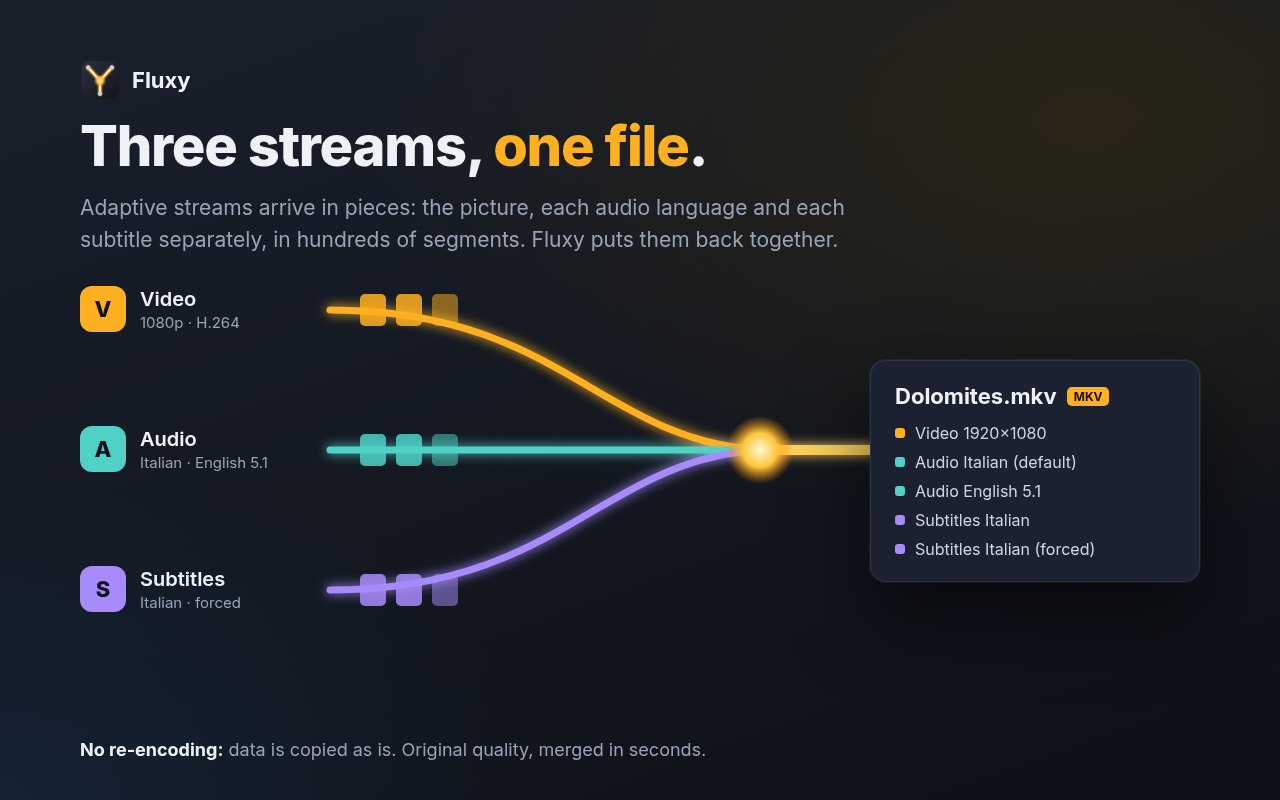 Fluxy
Three streams, one file.
Adaptive streams arrive in pieces: the picture, each audio language and each
subtitle separately, in hundreds of segments. Fluxy puts them back together.
V
Video
1080p · H.264
A
Audio
Italian · English 5.1
S
Subtitles
Italian · forced
Dolomites.mkv MKV
Video 1920×1080
Audio Italian (default)
Audio English 5.1
Subtitles Italian
Subtitles Italian (forced)
No re-encoding: data is copied as is. Original quality, merged in seconds.